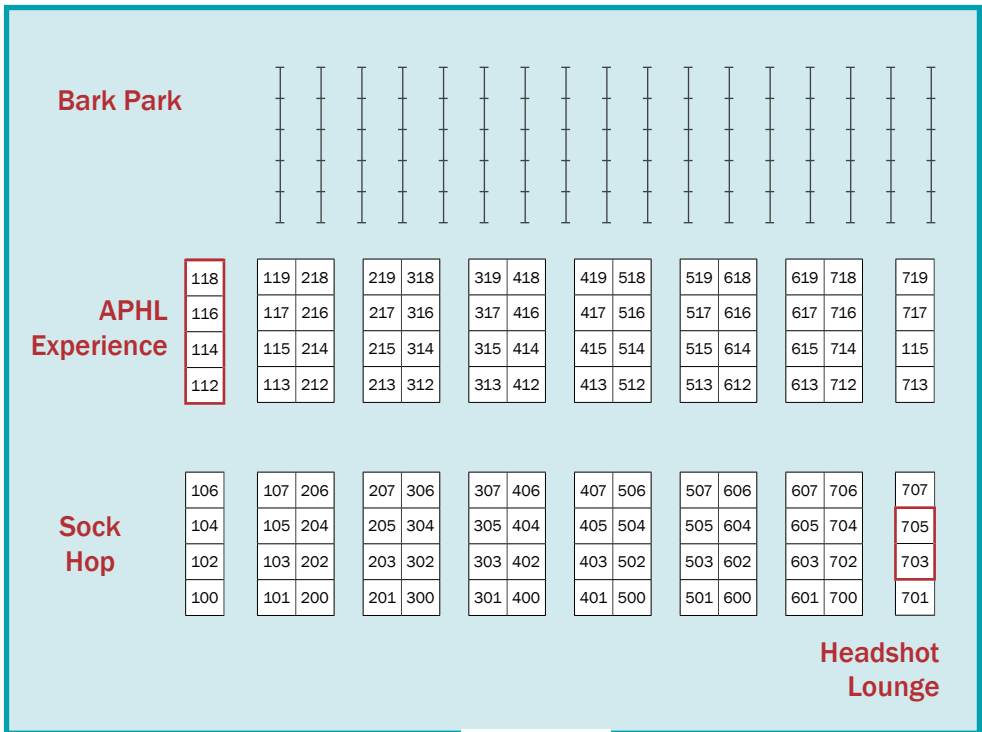 Bark Park
APHL
Experience
118 119 218 219 318 319 418 419 518 519 618 619 718 719
116 117 216 217 316 317 416 417 516 517 616 617 716 717
114 115 214 215 314 315 414 415 514 515 614 615 714 115
112 113 212 213 312 313 412 413 512 513 612 613 712 713
Sock
Hop
106 107 206 207 306 307 406 407 506 507 606 607 706 707
104 105 204 205 304 305 404 405 504 505 604 605 704 705
102 103 202 203 302 303 402 403 502 503 602 603 702 703
100 101 200 201 300 301 400 401 500 501 600 601 700 701
Headshot
Lounge